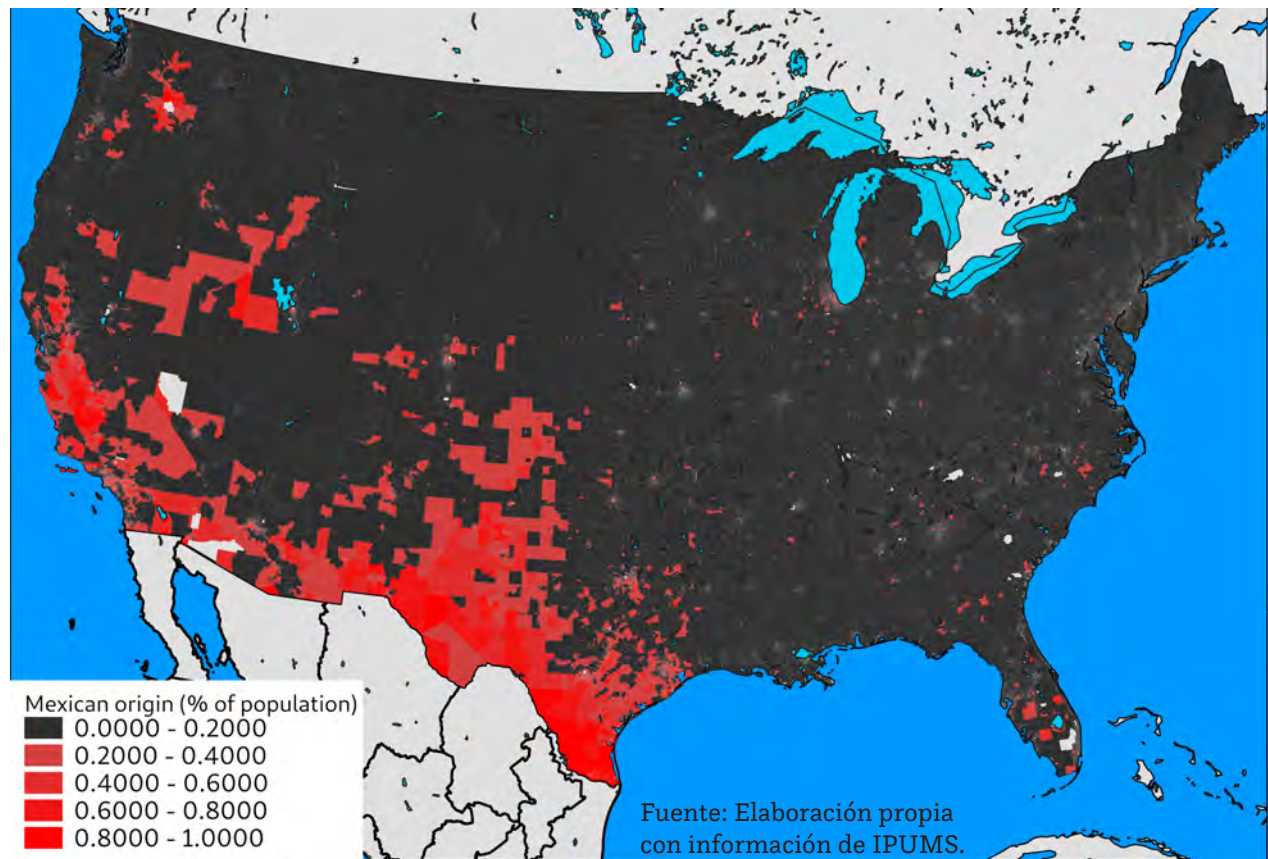 Mexican origin (% of population)
0.0000 - 0.2000
0.2000 - 0.4000
0.4000 - 0.6000
0.6000 - 0.8000
0.8000 - 1.0000
Fuente: Elaboración propia
con información de IPUMS.